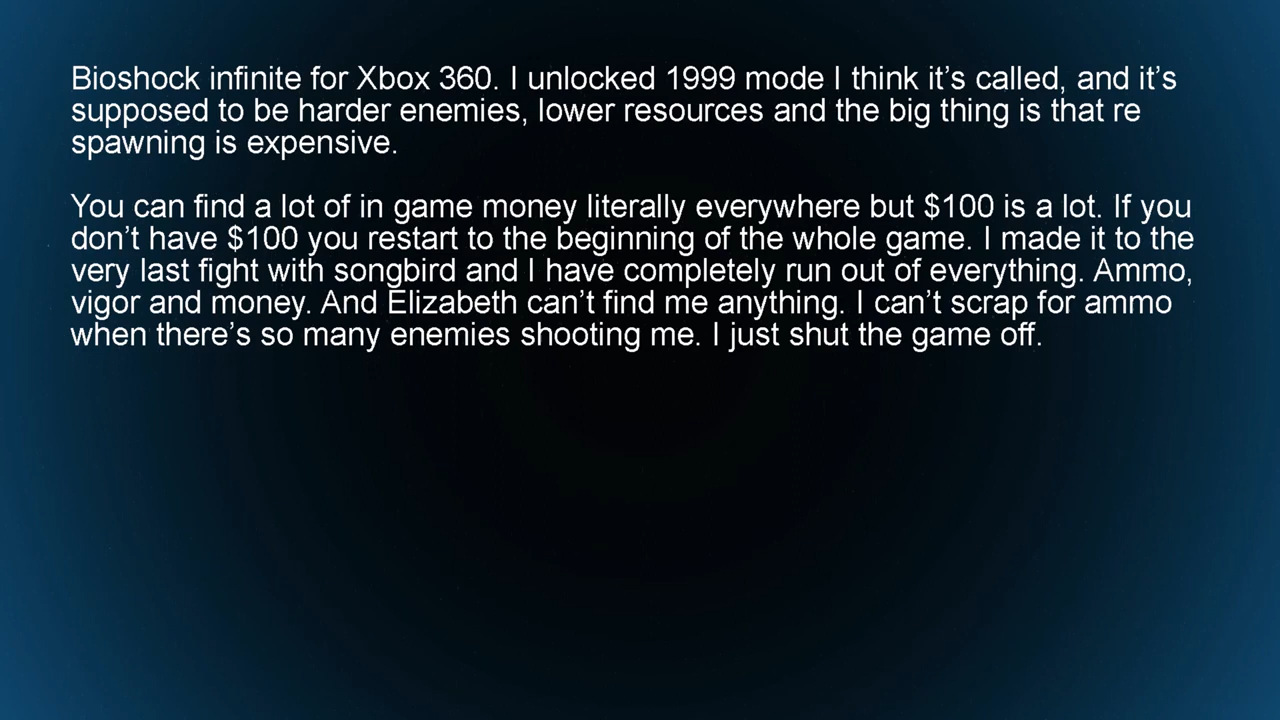 Bioshock infinite for Xbox 360. I unlocked 1999 mode I think it’s called, and it’s
supposed to be harder enemies, lower resources and the big thing is that re
spawning is expensive.
You can find a lot of in game money literally everywhere but $100 is a lot. If you
don’t have $100 you restart to the beginning of the whole game. I made it to the
very last fight with songbird and I have completely run out of everything. Ammo,
vigor and money. And Elizabeth can’t find me anything. I can’t scrap for ammo
when there’s so many enemies shooting me. I just shut the game off.